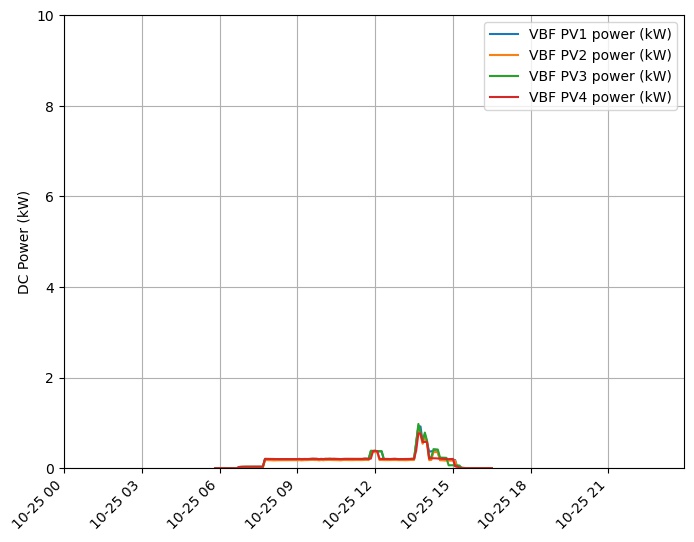 10
8
6
4
2
0
DC Power (kW)
VBF PV1 power (kW)
VBF PV2 power (kW)
VBF PV3 power (kW)
VBF PV4 power (kW)
10-25 00
10-25 03
10-25 06
10-25 09
10-25 12
10-25 15
10-25 18
10-25 21